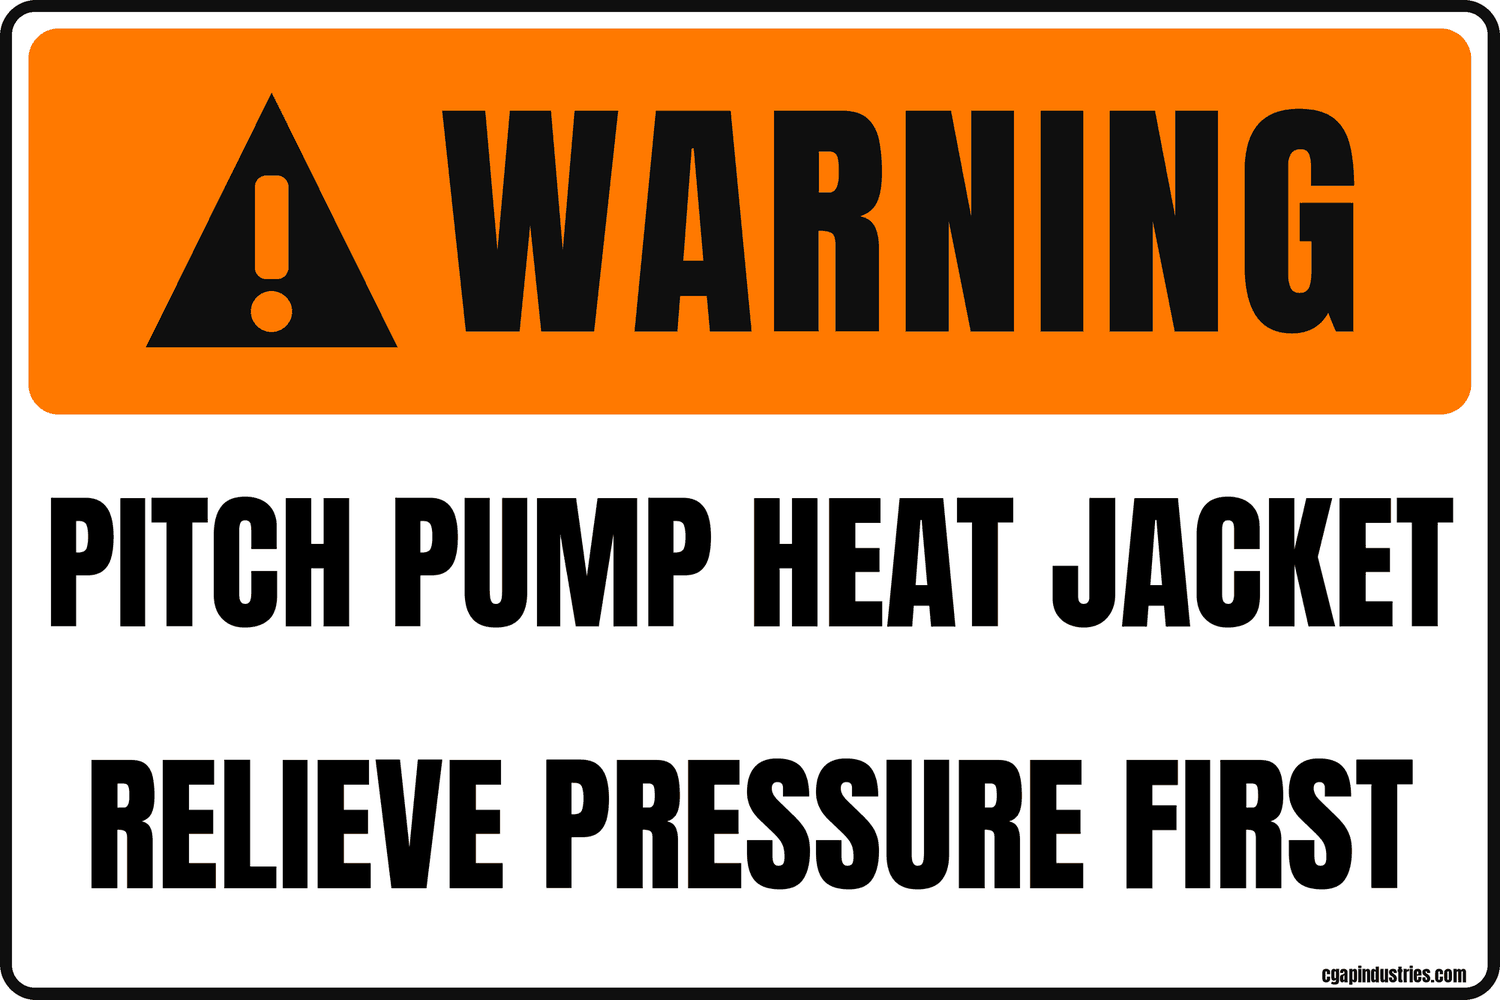 WARNING
PITCH PUMP HEAT JACKET
RELIEVE PRESSURE FIRST
cgapindustries.com